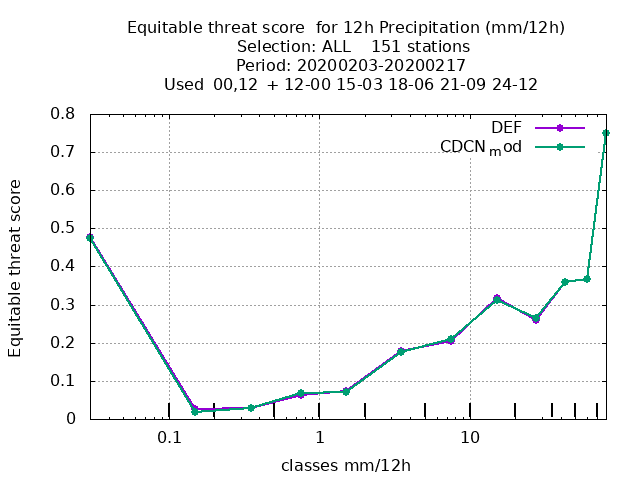 Equitable threat score  for 12h Precipitation (mm/12h)
Selection: ALL    151 stations
Period: 20200203-20200217
Used  00,12  + 12-00 15-03 18-06 21-09 24-12
DEF
CDCNmod
0.8
0.7
0.6
0.5
0.4
0.3
0.2
0.1
0
Equitable threat score
0.1 1 10
classes mm/12h